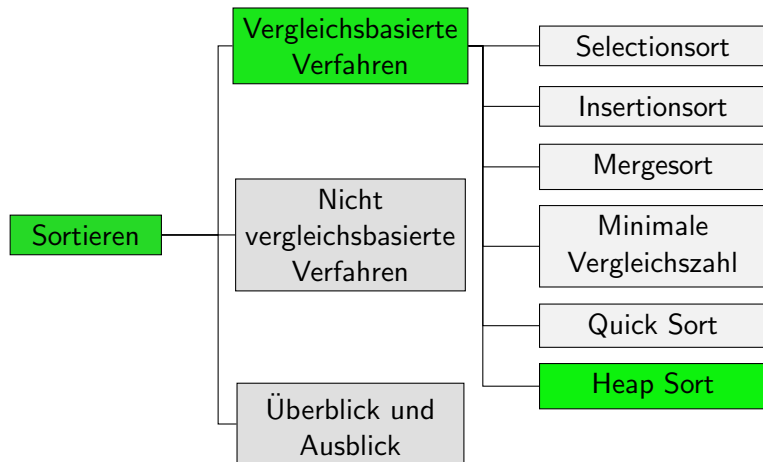 Sortieren
Vergleichsbasierte
Verfahren
Selectionsort
Insertionsort
Mergesort
Minimale
Vergleichszahl
Quick Sort
Heap Sort
Nicht
vergleichsbasierte
Verfahren
Überblick und
Ausblick